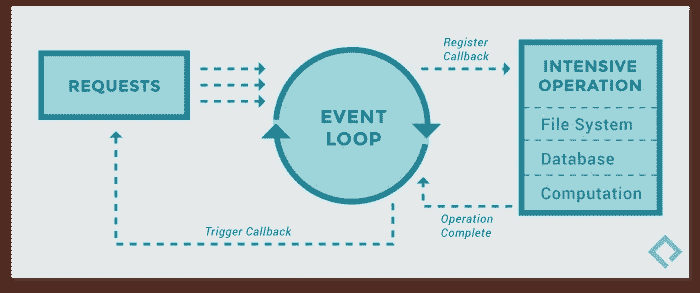 REQUESTS
EVENT
LOOP
Register
Callback
INTENSIVE
OPERATION
File System
Database
Computation
Operation
Complete
Trigger Callback